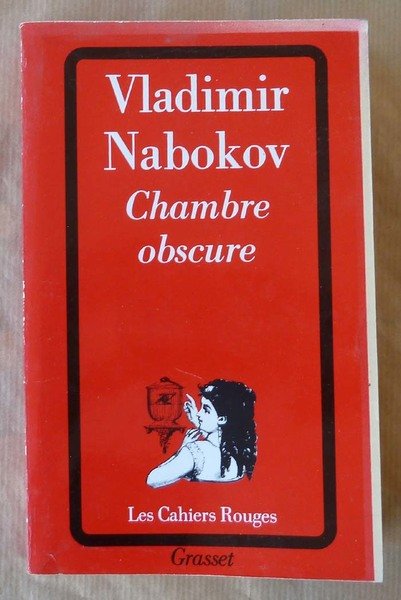 Vladimir
Nabokov
Chambre
obscure
Les Cahiers Rouges
Grasset